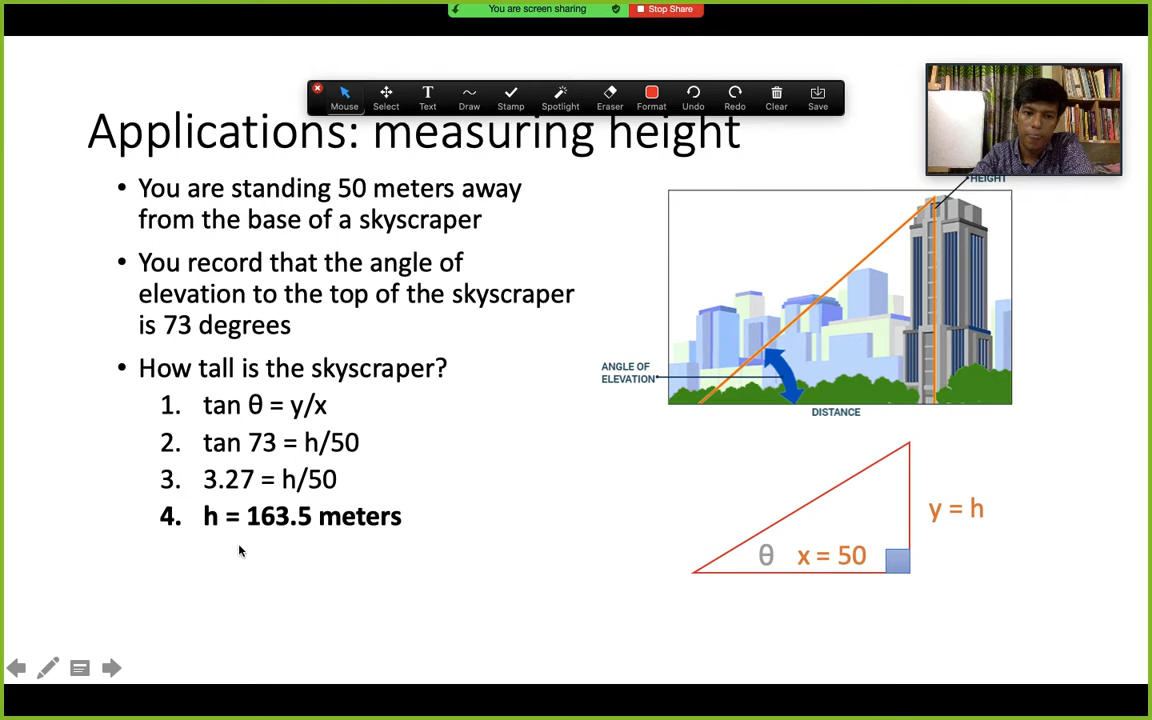 You are screen sharing
Stop Share
Mouse
Select
Text
Draw
Stamp
Spotlight
Eraser
Format
Undo
Redo
Clear
Save
Applications: measuring height
• You are standing 50 meters away
from the base of a skyscraper
• You record that the angle of
elevation to the top of the skyscraper
is 73 degrees
• How tall is the skyscraper?
1. tan θ = y/x
2. tan 73 = h/50
3. 3.27 = h/50
4. h = 163.5 meters
HEIGHT
ANGLE OF
ELEVATION
DISTANCE
y = h
θ x = 50